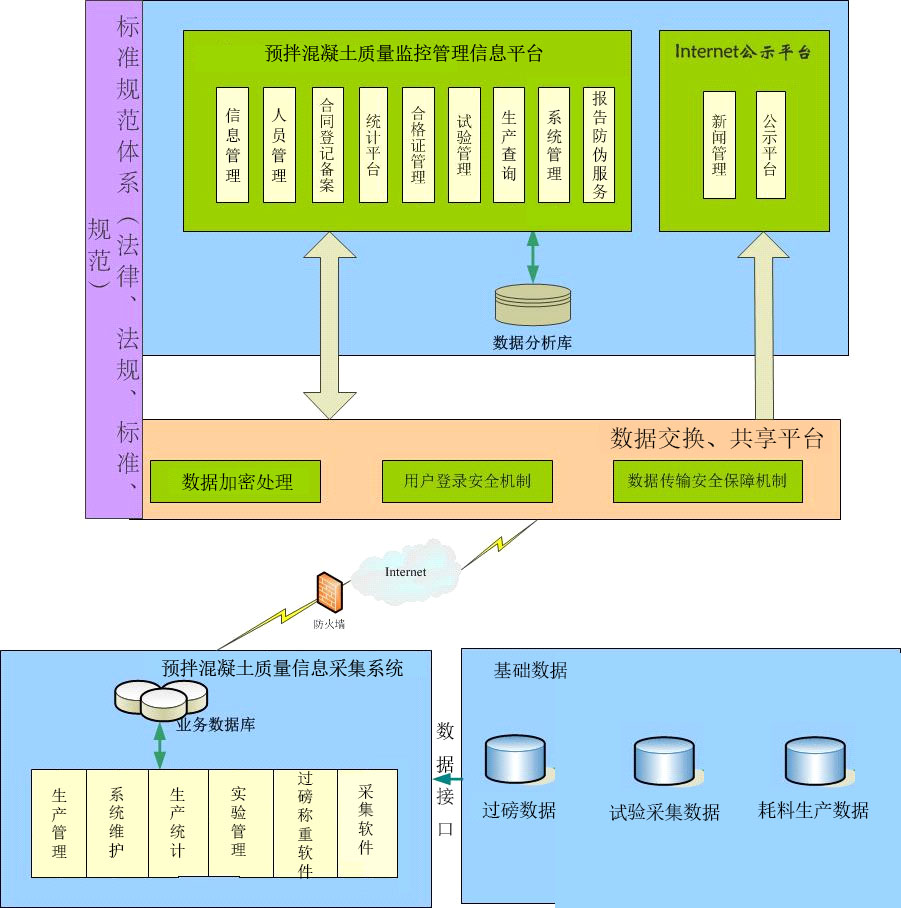 标准规范体系（法律、法规、标准、
规范）
预拌混凝土质量监控管理信息平台
信息管理
人员管理
合同登记备案
统计平台
合格证管理
试验管理
生产查询
系统管理
报告防伪服务
Internet公示平台
新闻管理
公示平台
数据分析库
数据交换、共享平台
数据加密处理
用户登录安全机制
数据传输安全保障机制
Internet
防火墙
预拌混凝土质量信息采集系统
业务数据库
生产管理
系统维护
生产统计
实验管理
过磅称重软件
采集软件
数据接口
基础数据
过磅数据
试验采集数据
耗料生产数据